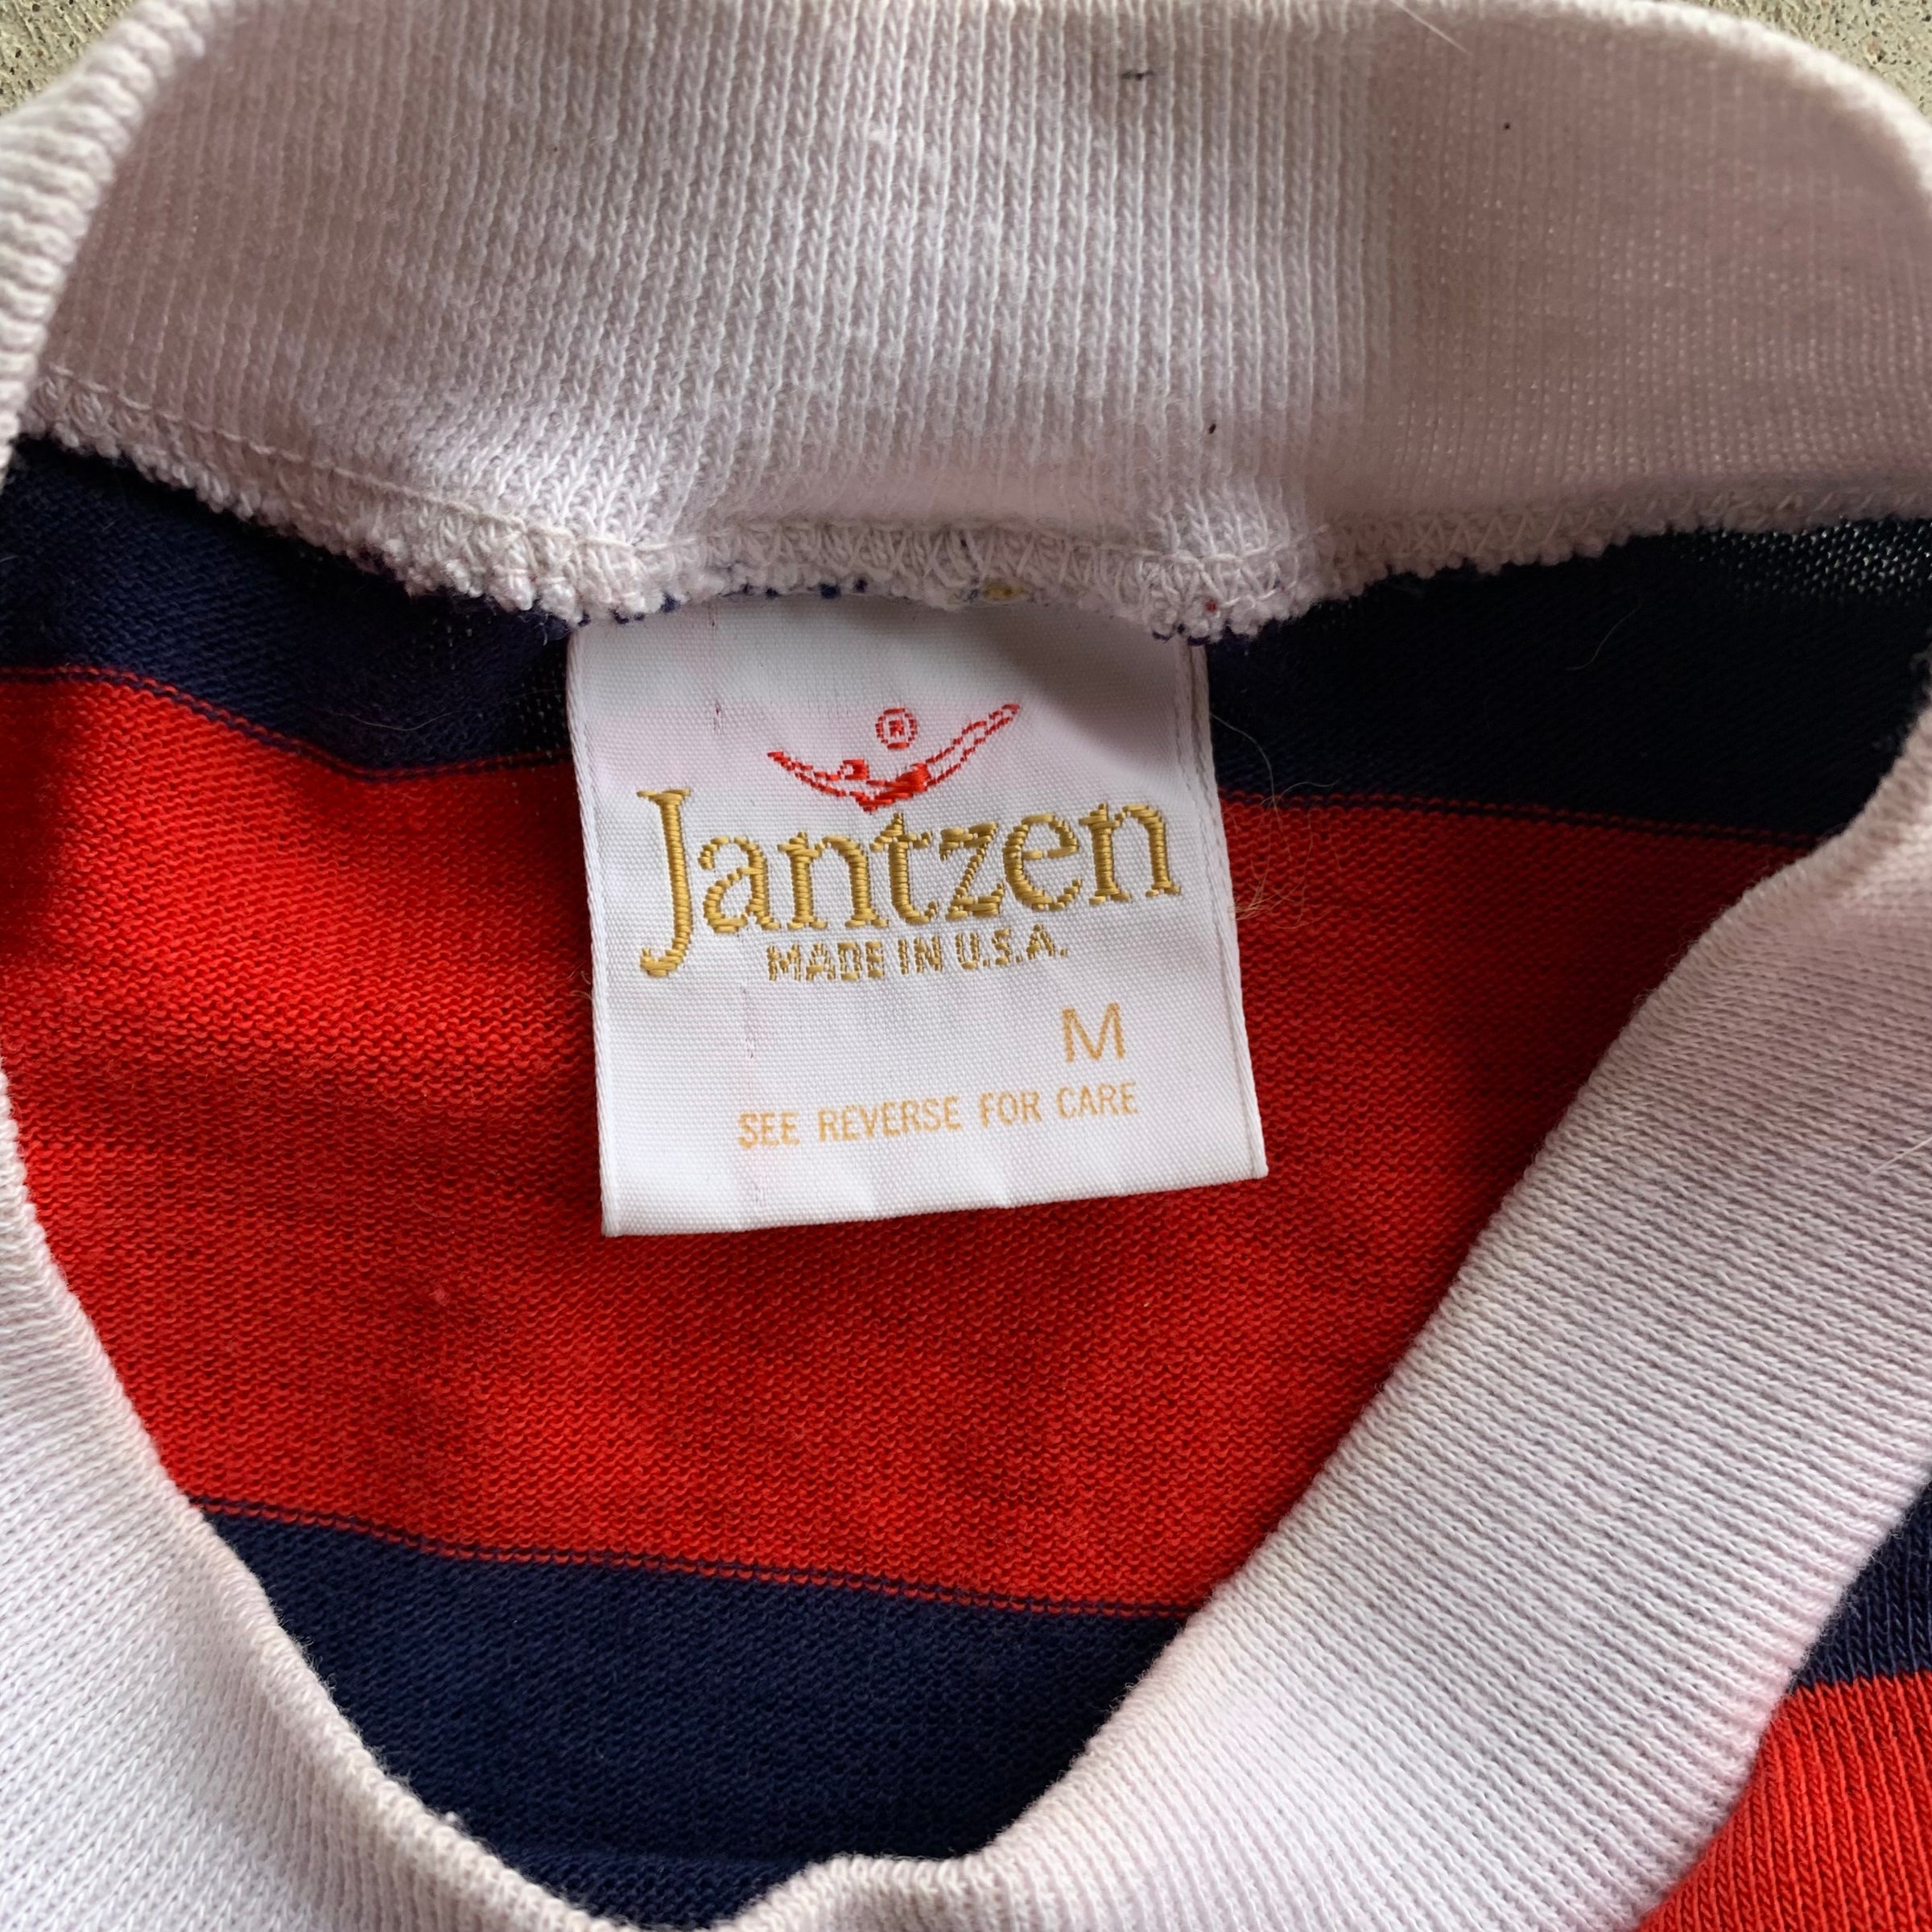 ®
Jantzen
MADE IN U.S.A.
M
SEE REVERSE FOR CARE